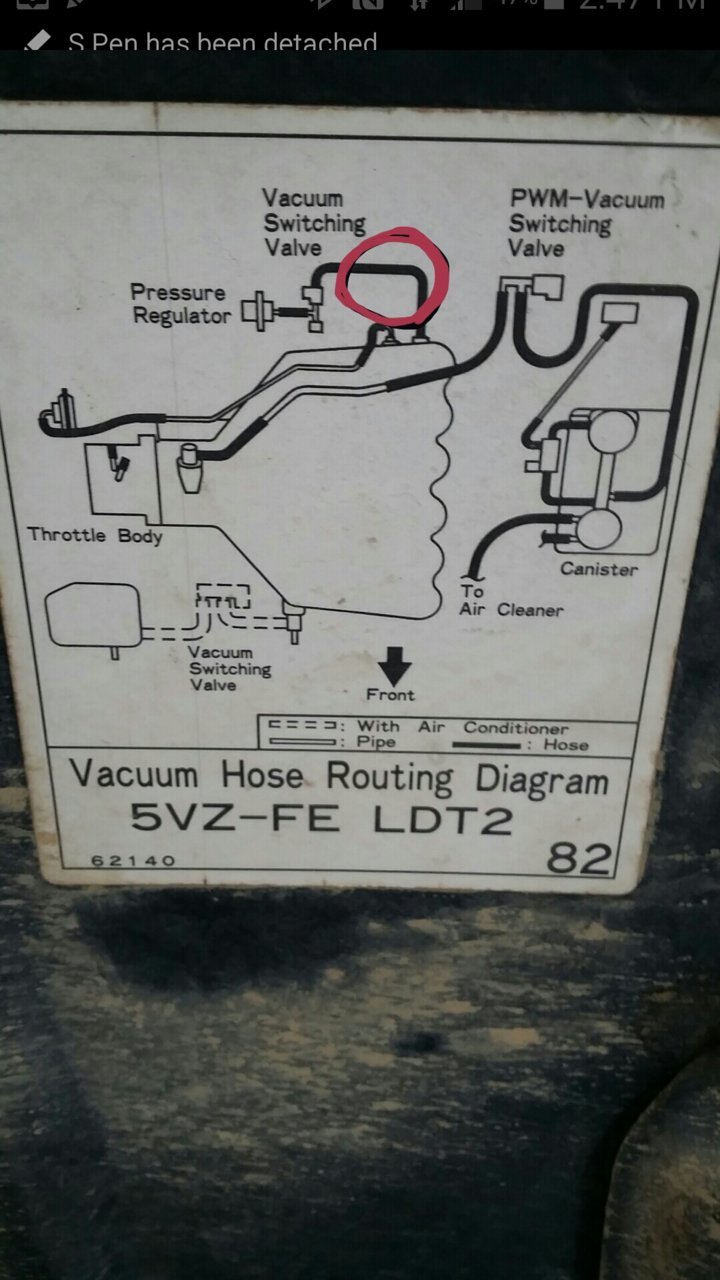 S Pen has been detached
Vacuum
Switching
Valve
PWM-Vacuum
Switching
Valve
Pressure
Regulator
Throttle Body
Canister
To
Air Cleaner
Vacuum
Switching
Valve
Front
: With Air Conditioner
: Pipe
: Hose
Vacuum Hose Routing Diagram
5VZ-FE LDT2
62140
82